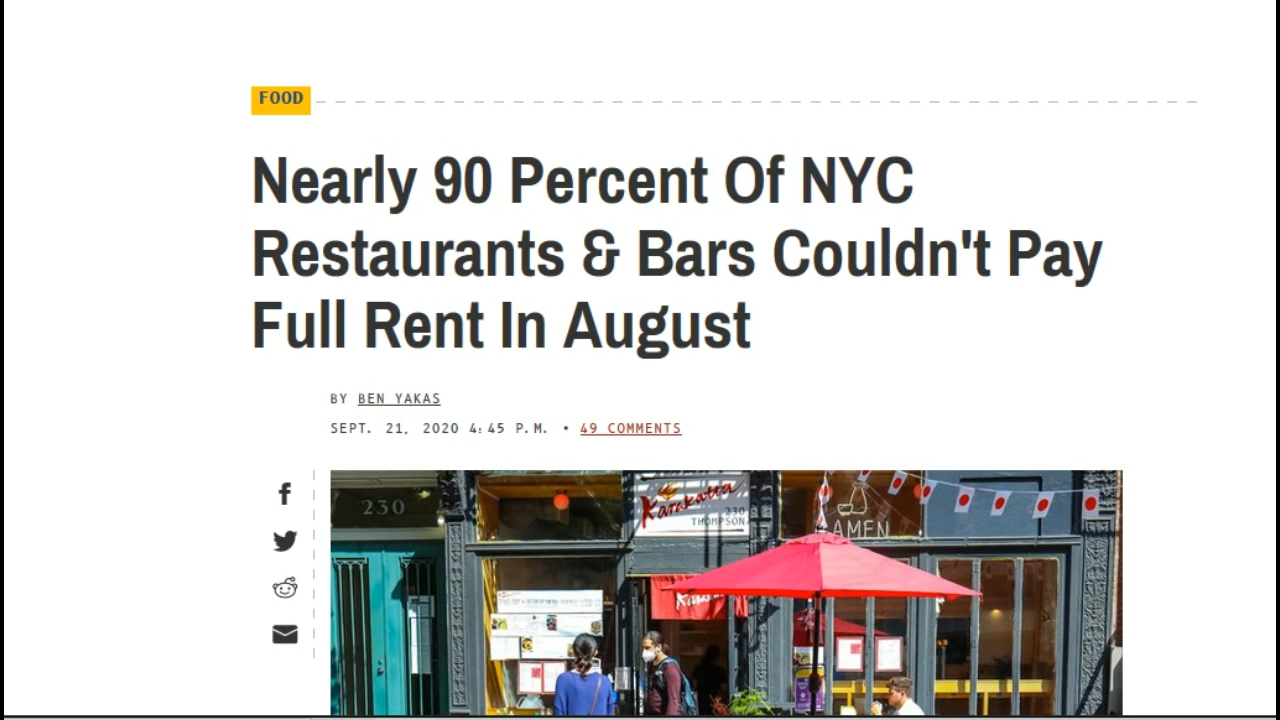 FOOD
Nearly 90 Percent Of NYC
Restaurants & Bars Couldn't Pay
Full Rent In August
BY BEN YAKAS
SEPT. 21, 2020 4:45 P.M. • 49 COMMENTS
230
Karakatta
230
THOMPSON
RAMEN